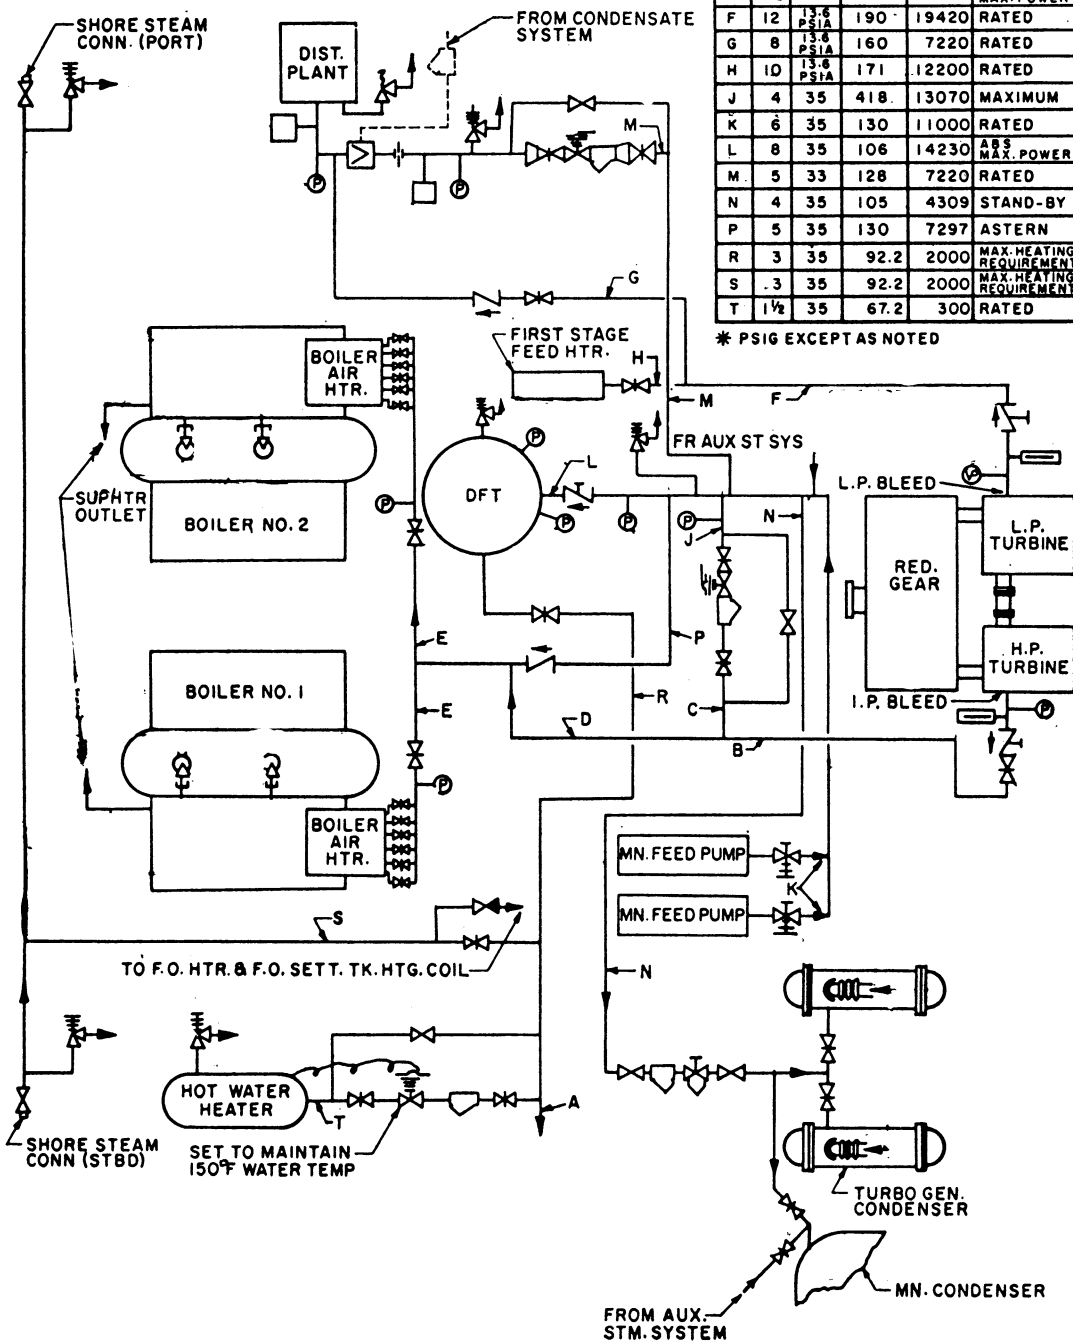 SHORE STEAM
CONN. (PORT)
FROM CONDENSATE
SYSTEM
DIST.
PLANT
M
P
P
MAX. POWER
F 12 13.6 PSIA 190 19420 RATED
G 8 13.6 PSIA 160 7220 RATED
H 10 13.6 PSIA 171 12200 RATED
J 4 35 418. 13070 MAXIMUM
K 6 35 130 11000 RATED
L 8 35 106 14230 ABS MAX. POWER
M. 5 33 128 7220 RATED
N 4 35 105 4309 STAND-BY
P 5 35 130 7297 ASTERN
R 3 35 92.2 2000 MAX. HEATING REQUIREMENT
S .3 35 92.2 2000 MAX. HEATING REQUIREMENT
T 1½ 35 67.2 300 RATED
* PSIG EXCEPT AS NOTED
G
FIRST STAGE
FEED HTR.
H
BOILER
AIR
HTR.
M
F
P
FR AUX ST SYS
L
DFT
SUPHTR
OUTLET
BOILER NO. 2
P
P
P
P
J
N
L.P. BLEED
L.P.
TURBINE
RED.
GEAR
E
P
H.P.
TURBINE
BOILER NO. 1
E
R
C
I.P. BLEED
P
D
B
P
BOILER
AIR
HTR.
MN. FEED PUMP
K
MN. FEED PUMP
S
TO F.O. HTR. & F.O. SETT. TK. HTG. COIL
N
HOT WATER
HEATER
T
A
SHORE STEAM
CONN (STBD)
SET TO MAINTAIN
150°F WATER TEMP
TURBO GEN.
CONDENSER
MN. CONDENSER
FROM AUX.
STM. SYSTEM